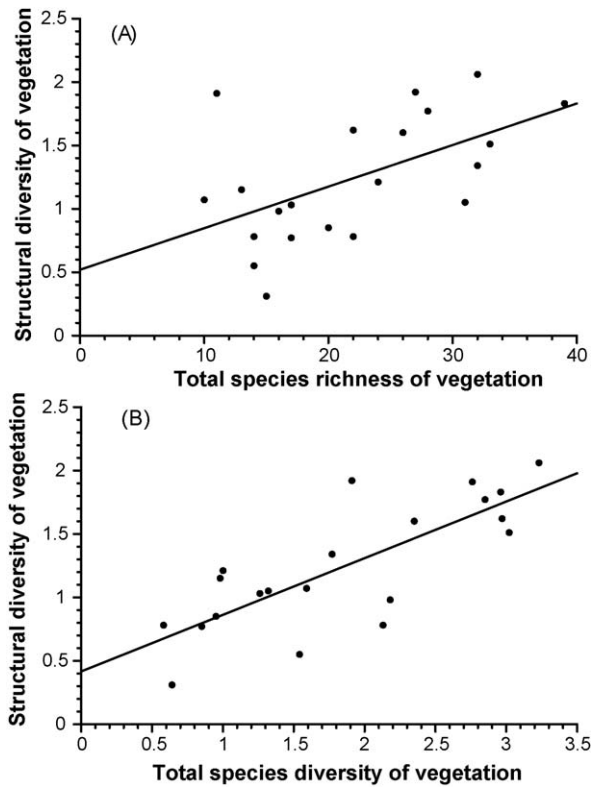 (A)
Structural diversity of vegetation
2.5
2
1.5
1
0.5
0
0 10 20 30 40
Total species richness of vegetation
(B)
Structural diversity of vegetation
2.5
2
1.5
1
0.5
0
0 0.5 1 1.5 2 2.5 3 3.5
Total species diversity of vegetation